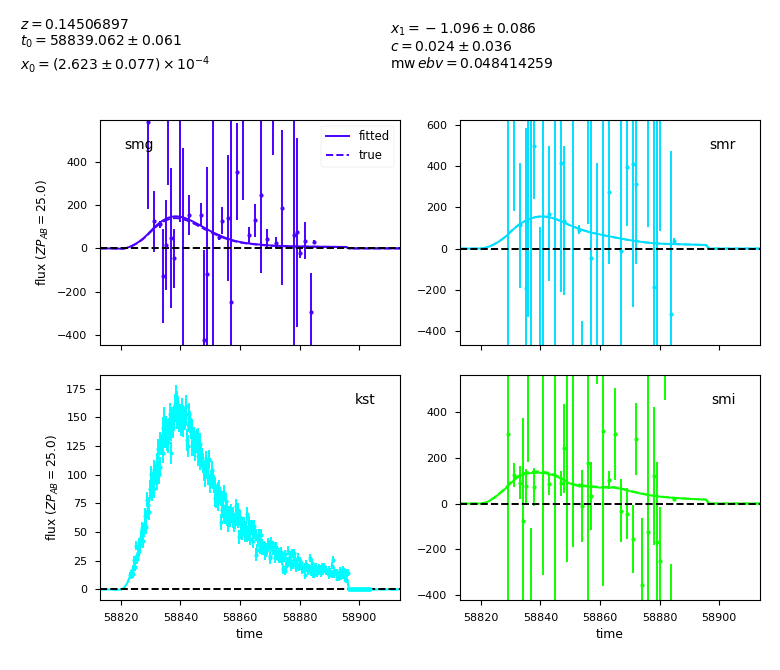 z = 0.14506897
t₀ = 58839.062 ± 0.061
x₀ = (2.623 ± 0.077) × 10⁻⁴
x₁ = −1.096 ± 0.086
c = 0.024 ± 0.036
mw ebv = 0.048414259
smg
fitted
true
400
200
0
−200
−400
flux (ZP_AB = 25.0)
smr
600
400
200
0
−200
−400
kst
175
150
125
100
75
50
25
0
flux (ZP_AB = 25.0)
58820 58840 58860 58880 58900
time
smi
400
200
0
−200
−400
58820 58840 58860 58880 58900
time